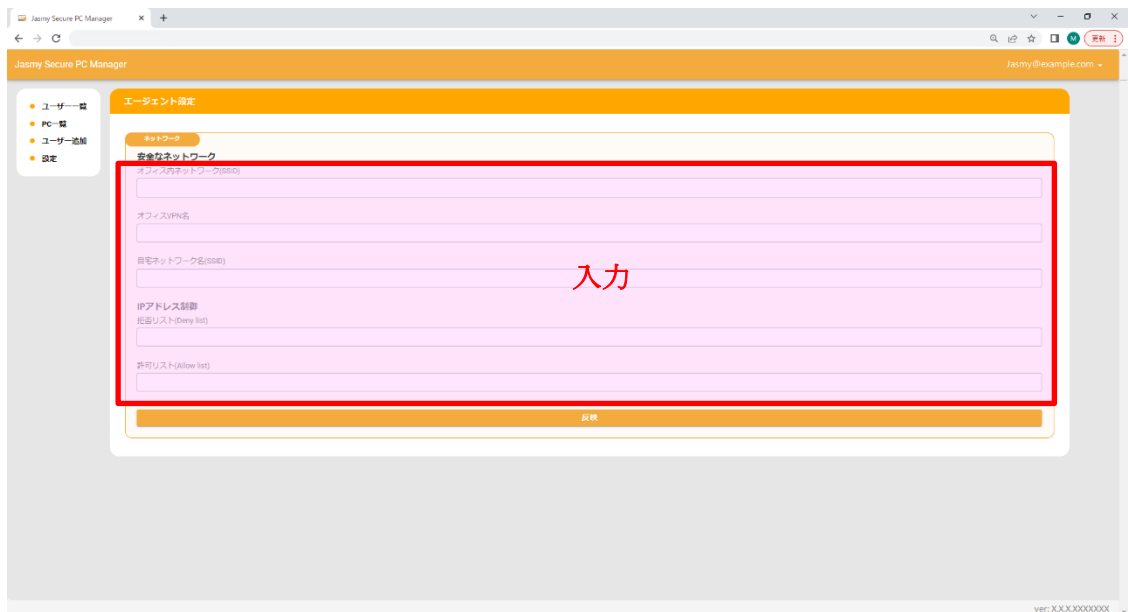 Jasmy Secure PC Manager
更新
Jasmy Secure PC Manager
Jasmy@example.com
ユーザー一覧
PC一覧
ユーザー追加
設定
エージェント設定
ネットワーク
安全なネットワーク
オフィス内ネットワーク(SSID)
オフィスVPN名
自宅ネットワーク名(SSID)
入力
IPアドレス制御
拒否リスト(Deny list)
許可リスト(Allow list)
反映
ver: X.X.X.XXXXXXX